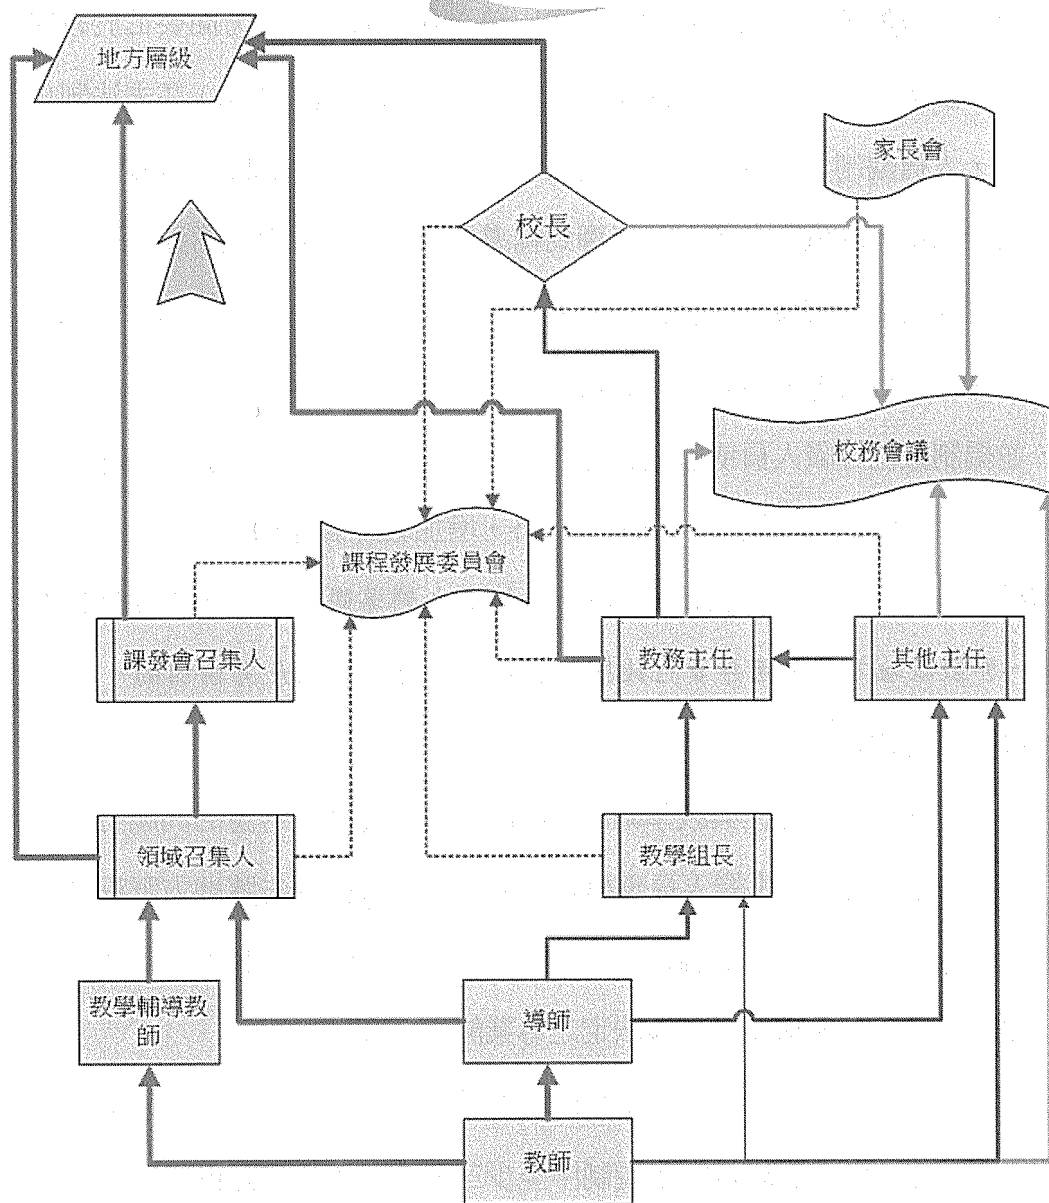 地方層級
家長會
校長
校務會議
課程發展委員會
課發會召集人
教務主任
其他主任
領域召集人
教學組長
教學輔導教
師
導師
教師